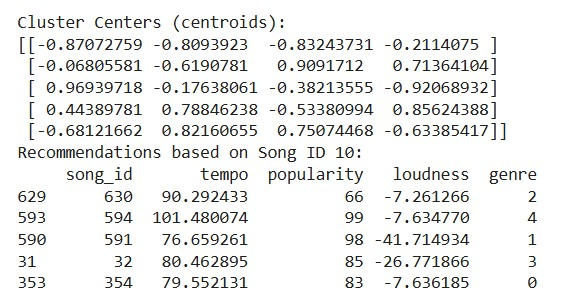 Cluster Centers (centroids):
[[-0.87072759 -0.8093923  -0.83243731 -0.2114075 ]
 [-0.06805581 -0.6190781   0.9091712   0.71364104]
 [ 0.96939718 -0.17638061 -0.38213555 -0.92068932]
 [ 0.44389781  0.78846238 -0.53380994  0.85624388]
 [-0.68121662  0.82160655  0.75074468 -0.63385417]]
Recommendations based on Song ID 10:
     song_id       tempo  popularity   loudness  genre
629      630   90.292433          66  -7.261266      2
593      594  101.480074          99  -7.634770      4
590      591   76.659261          98 -41.714934      1
31        32   80.462895          85 -26.771866      3
353      354   79.552131          83  -7.636185      0